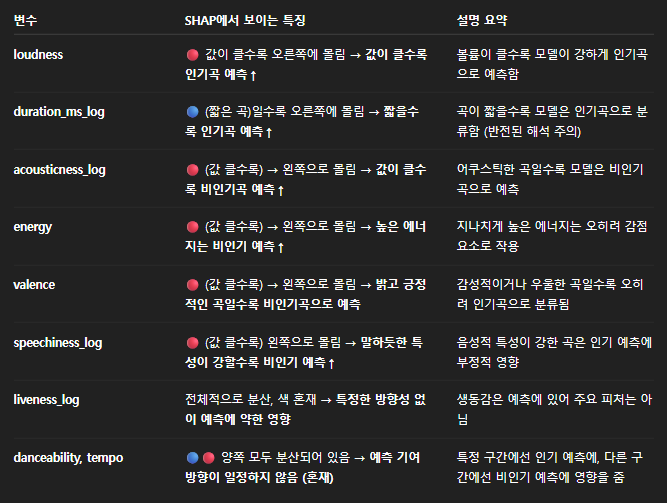 변수 SHAP에서 보이는 특징 설명 요약
loudness 🔴 값이 클수록 오른쪽에 몰림 → 값이 클수록 볼륨이 클수록 모델이 강하게 인기곡
인기곡 예측 ↑ 으로 예측함
duration_ms_log 🔵 (짧은 곡)일수록 오른쪽에 몰림 → 짧을수 곡이 짧을수록 모델은 인기곡으로 분
록 인기곡 예측 ↑ 류함 (반전된 해석 주의)
acousticness_log 🔴 (값 클수록) → 왼쪽으로 몰림 → 값이 클수 어쿠스틱한 곡일수록 모델은 비인기
록 비인기곡 예측 ↑ 곡으로 예측
energy 🔴 (값 클수록) → 왼쪽으로 몰림 → 높은 에너 지나치게 높은 에너지는 오히려 감점
지는 비인기 예측 ↑ 요소로 작용
valence 🔴 (값 클수록) → 왼쪽으로 몰림 → 밝고 긍정 감성적이거나 우울한 곡일수록 오히
적인 곡일수록 비인기곡으로 예측 려 인기곡으로 분류됨
speechiness_log 🔴 (값 클수록) 왼쪽으로 몰림 → 말하듯한 특 음성적 특성이 강한 곡은 인기 예측에
성이 강할수록 비인기 예측 ↑ 부정적 영향
liveness_log 전체적으로 분산, 색 혼재 → 특정한 방향성 없 생동감은 예측에 있어 주요 피처는 아
이 예측에 약한 영향 님
danceability, tempo 🔵🔴 양쪽 모두 분산되어 있음 → 예측 기여 특정 구간에선 인기 예측에, 다른 구
방향이 일정하지 않음 (혼재) 간에선 비인기 예측에 영향을 줌